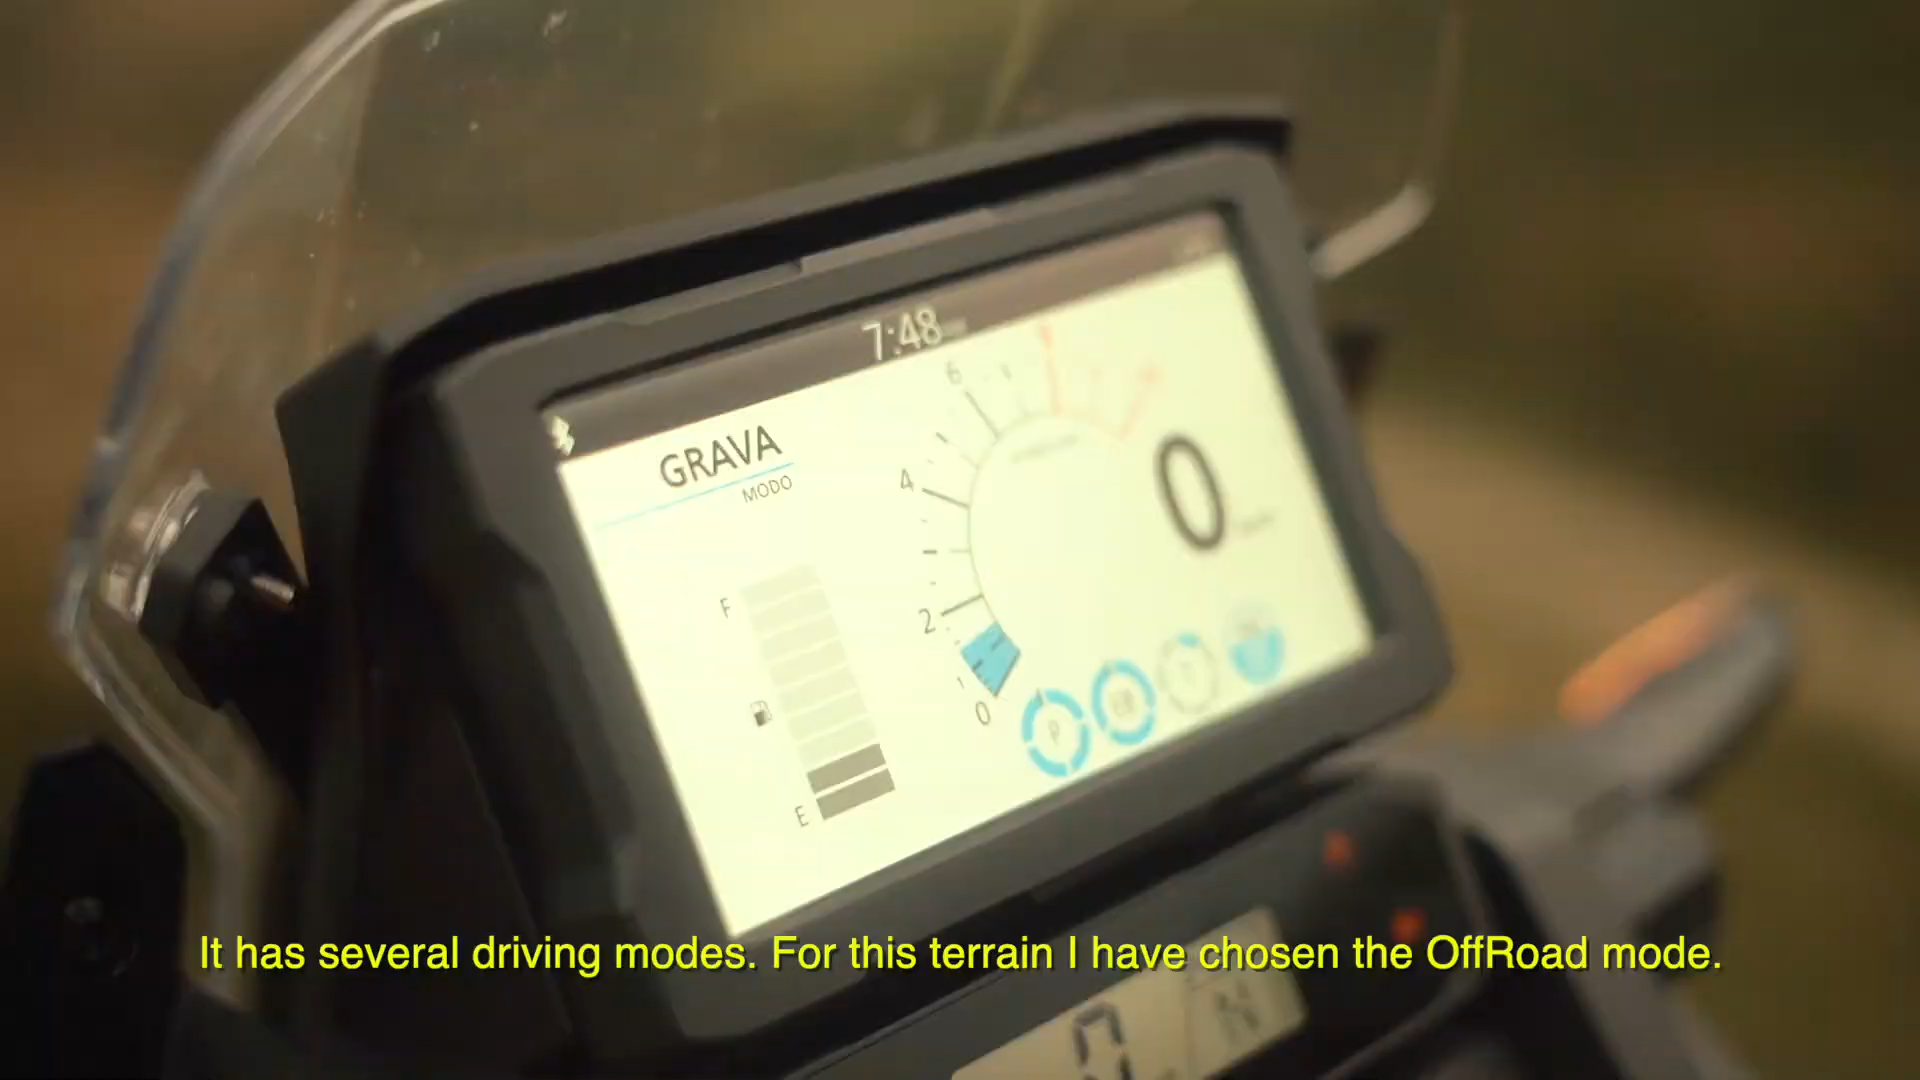 7:48
GRAVA
MODO
6
4
2
0
0
F
E
P
It has several driving modes. For this terrain I have chosen the OffRoad mode.
0